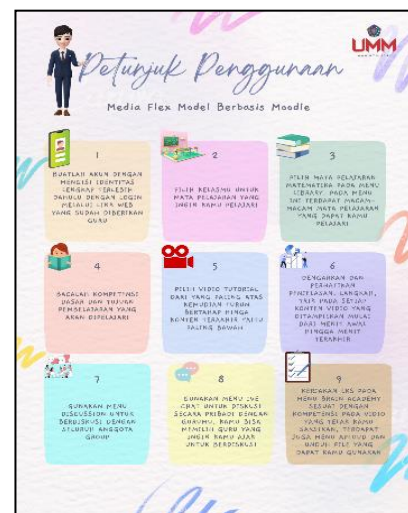 UMM
Petunjuk Penggunaan
Media Flex Model Berbasis Moodle
1
BUATLAH AKUN DENGAN
MENGISI IDENTITAS
LENGKAP TERLEBIH
DAHULU DENGAN LOGIN
MELALUI LINK WEB
YANG SUDAH DIBERIKAN
GURU
2
PILIH KELASMU UNTUK
MATA PELAJARAN YANG
INGIN KAMU PELAJARI
3
PILIH MATA PELAJARAN
MATEMATIKA PADA MENU
LIBRARY, PADA MENU
INI TERDAPAT MACAM-
MACAM MATA PELAJARAN
YANG DAPAT KAMU
PELAJARI
4
BACALAH KOMPETENSI
DASAR DAN TUJUAN
PEMBELAJARAN YANG
AKAN DIPELAJARI
5
PILIH VIDEO TUTORIAL
DARI YANG PALING ATAS
KEMUDIAN TURUN
BERTAHAP HINGGA
KONTEN TERAKHIR YAITU
PALING BAWAH
6
DENGARKAN DAN
PERHATIKAN
PENJELASAN, LANGKAH,
TRIK PADA SETIAP
KONTEN VIDEO YANG
DITAMPILKAN MULAI
DARI MENIT AWAL
HINGGA MENIT
TERAKHIR
7
GUNAKAN MENU
DISCUSSION UNTUK
BERDISKUSI DENGAN
SELURUH ANGGOTA
GROUP
8
GUNAKAN MENU LIVE
CHAT UNTUK DISKUSI
SECARA PRIBADI DENGAN
GURUMU, KAMU BISA
MEMILIH GURU YANG
INGIN KAMU AJAK
UNTUK BERDISKUSI
9
KERJAKAN LKS PADA
MENU BRAIN ACADEMY
SESUAI DENGAN
KOMPETENSI PADA VIDEO
YANG TELAH KAMU
SAKSIKAN, TERDAPAT
JUGA MENU UPLOAD DAN
UNDUH FILE YANG
DAPAT KAMU GUNAKAN